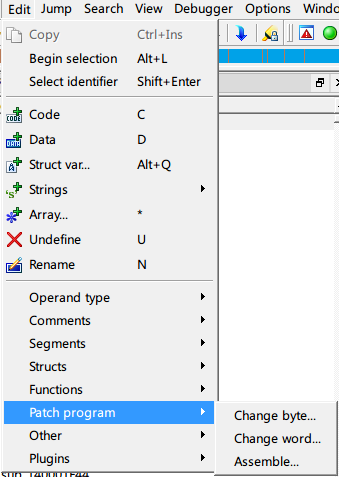 Edit Jump Search View Debugger Options Windo
Copy Ctrl+Ins
Begin selection Alt+L
Select identifier Shift+Enter
CODE Code C
DATA Data D
Struct var... Alt+Q
's' Strings
Array... *
Undefine U
Rename N
Operand type
Comments
Segments
Structs
Functions
Patch program
Change byte...
Other
Change word...
Plugins
Assemble...